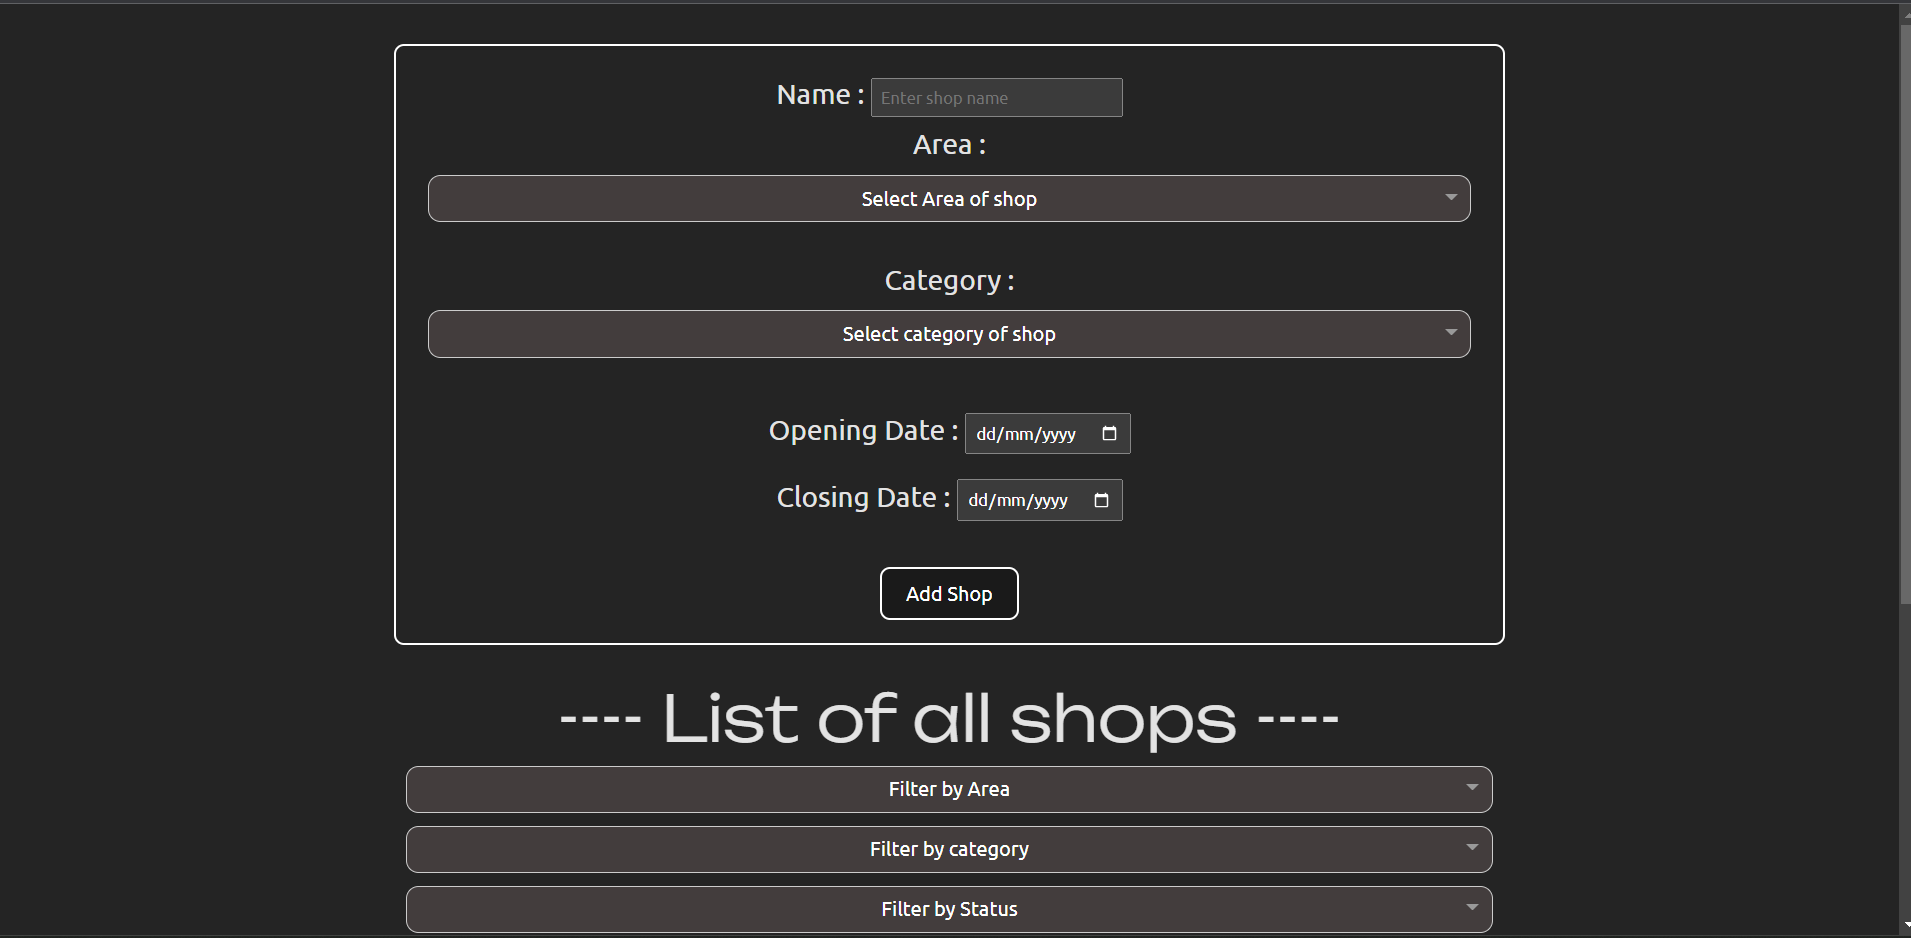 Name : Enter shop name
Area :
Select Area of shop
Category :
Select category of shop
Opening Date : dd/mm/yyyy
Closing Date : dd/mm/yyyy
Add Shop
---- List of all shops ----
Filter by Area
Filter by category
Filter by Status